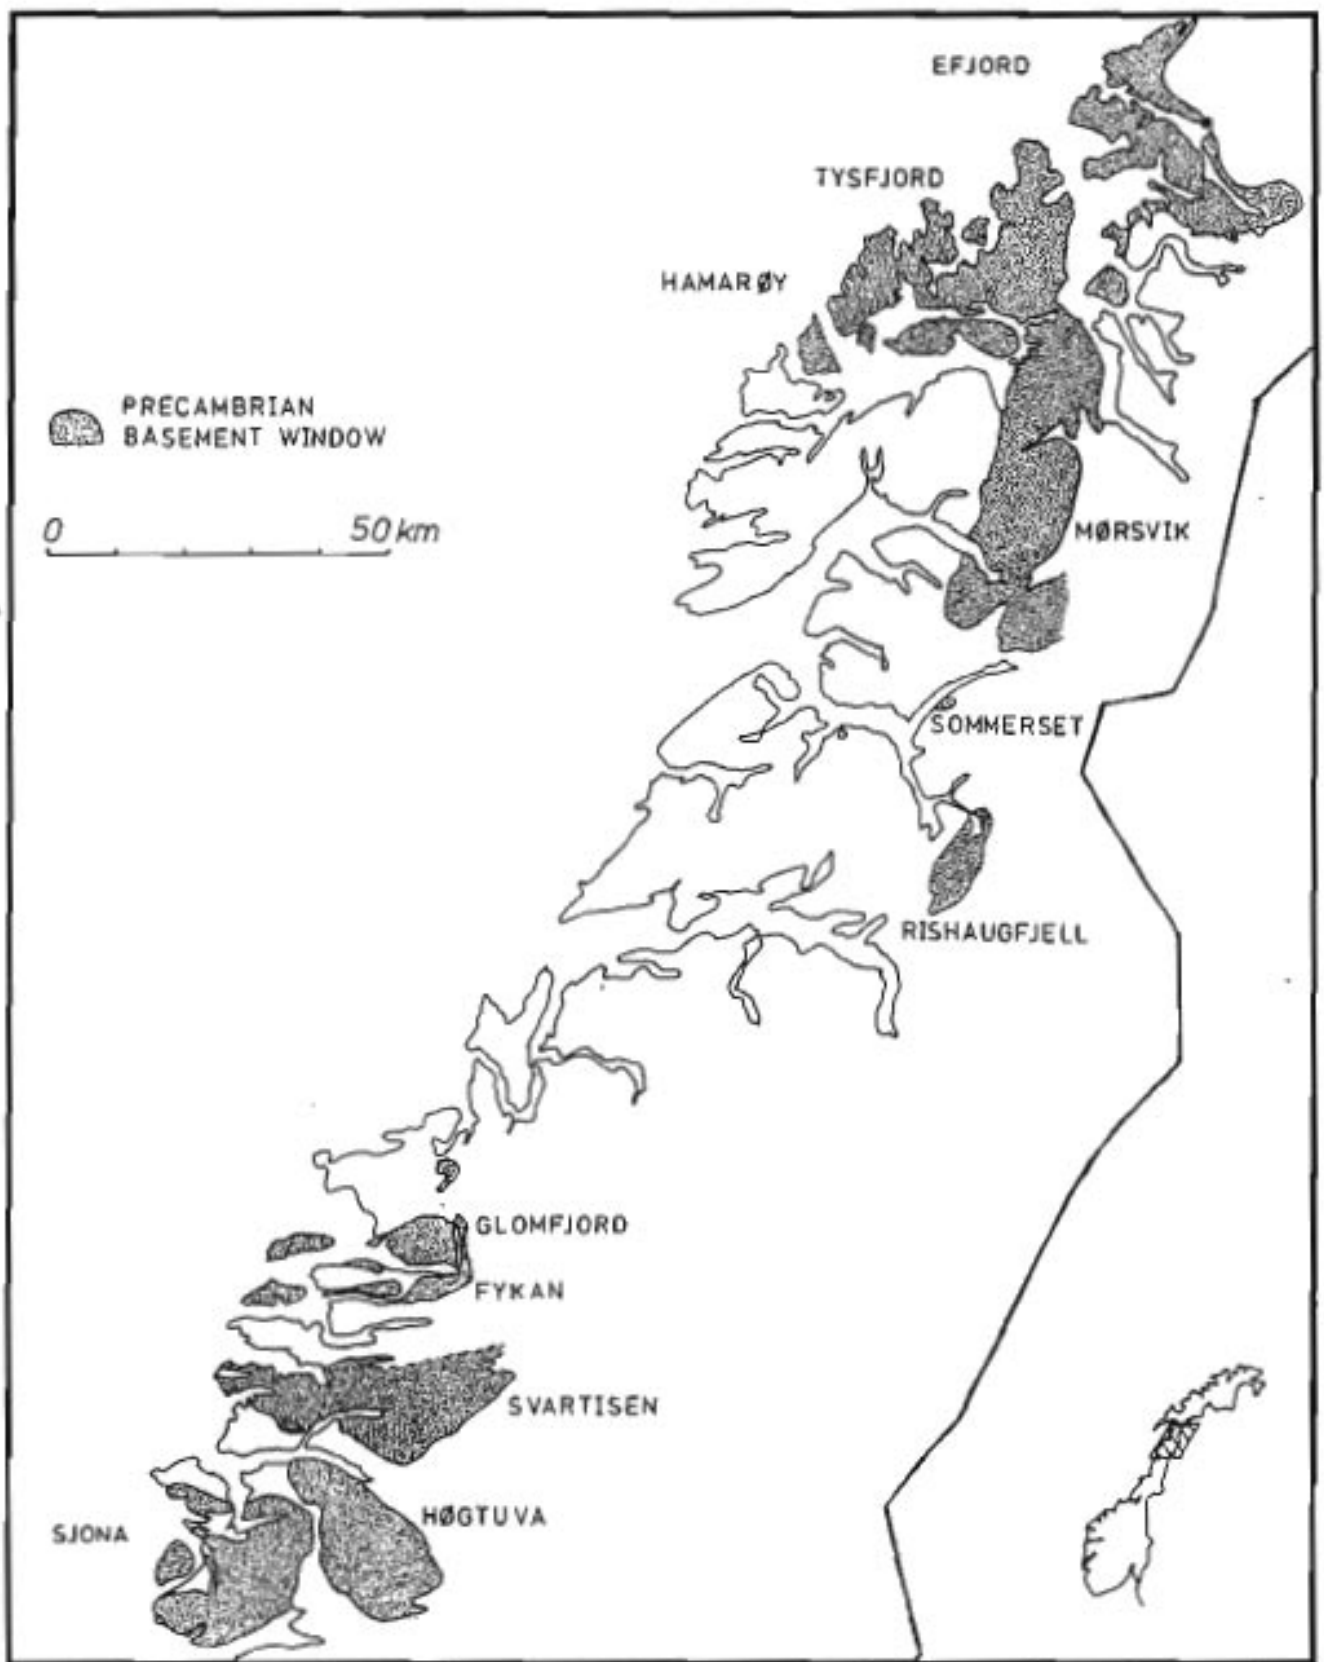 EFJORD
TYSFJORD
HAMARØY
PRECAMBRIAN
BASEMENT WINDOW
0 50 km
MØRSVIK
SOMMERSET
RISHAUGFJELL
GLOMFJORD
FYKAN
SVARTISEN
HØGTUVA
SJONA